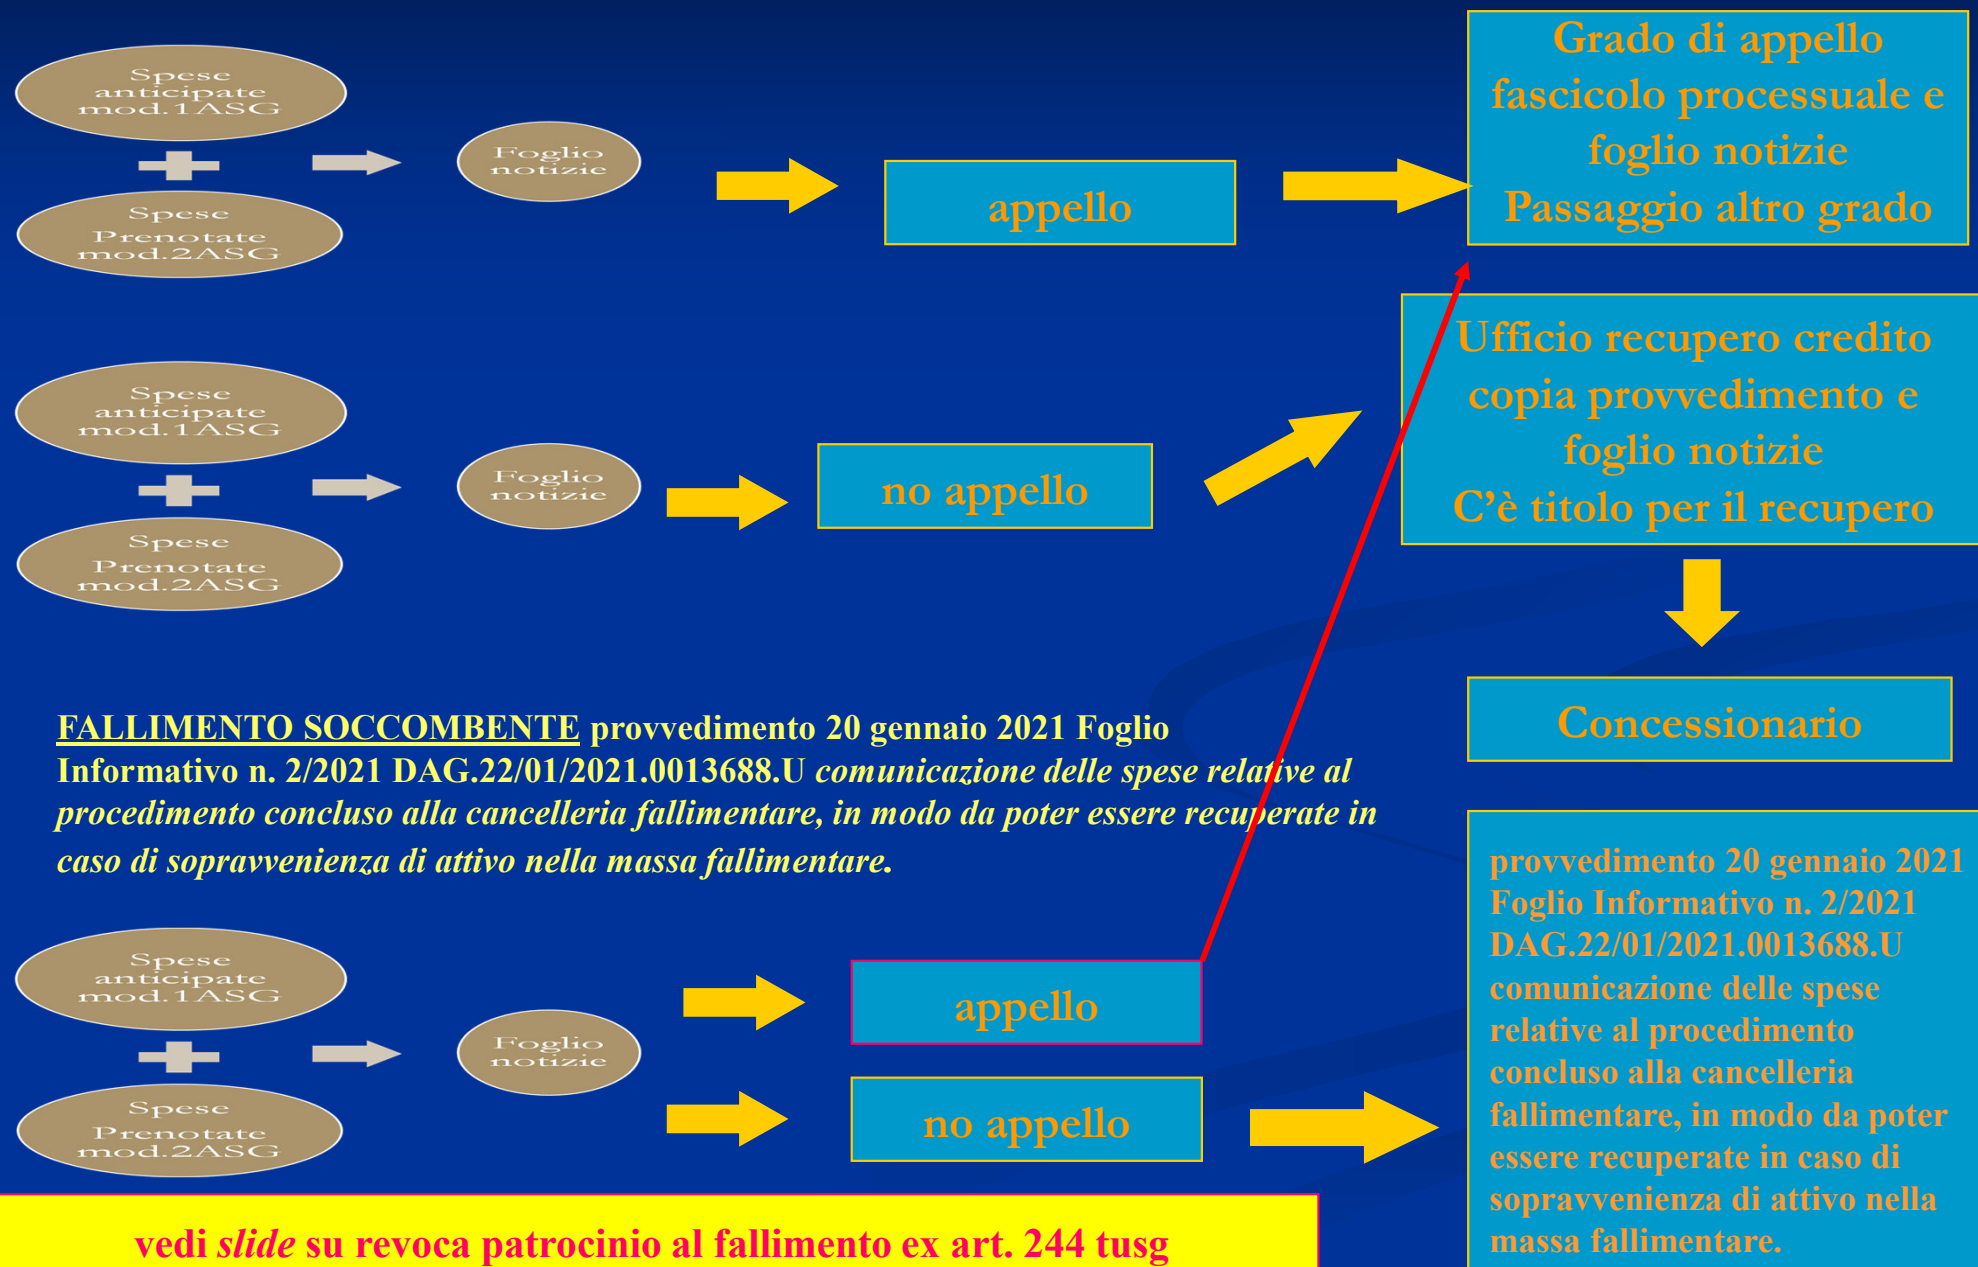 Spese
anticipate
mod.1ASG
Spese
Prenotate
mod.2ASG
Foglio
notizie
appello
Grado di appello
fascicolo processuale e
foglio notizie
Passaggio altro grado
Spese
anticipate
mod.1ASG
Spese
Prenotate
mod.2ASG
Foglio
notizie
no appello
Ufficio recupero credito
copia provvedimento e
foglio notizie
C’è titolo per il recupero
Concessionario
FALLIMENTO SOCCOMBENTE provvedimento 20 gennaio 2021 Foglio
Informativo n. 2/2021 DAG.22/01/2021.0013688.U comunicazione delle spese relative al
procedimento concluso alla cancelleria fallimentare, in modo da poter essere recuperate in
caso di sopravvenienza di attivo nella massa fallimentare.
Spese
anticipate
mod.1ASG
Spese
Prenotate
mod.2ASG
Foglio
notizie
appello
no appello
provvedimento 20 gennaio 2021
Foglio Informativo n. 2/2021
DAG.22/01/2021.0013688.U
comunicazione delle spese
relative al procedimento
concluso alla cancelleria
fallimentare, in modo da poter
essere recuperate in caso di
sopravvenienza di attivo nella
massa fallimentare.
vedi slide su revoca patrocinio al fallimento ex art. 244 tusg